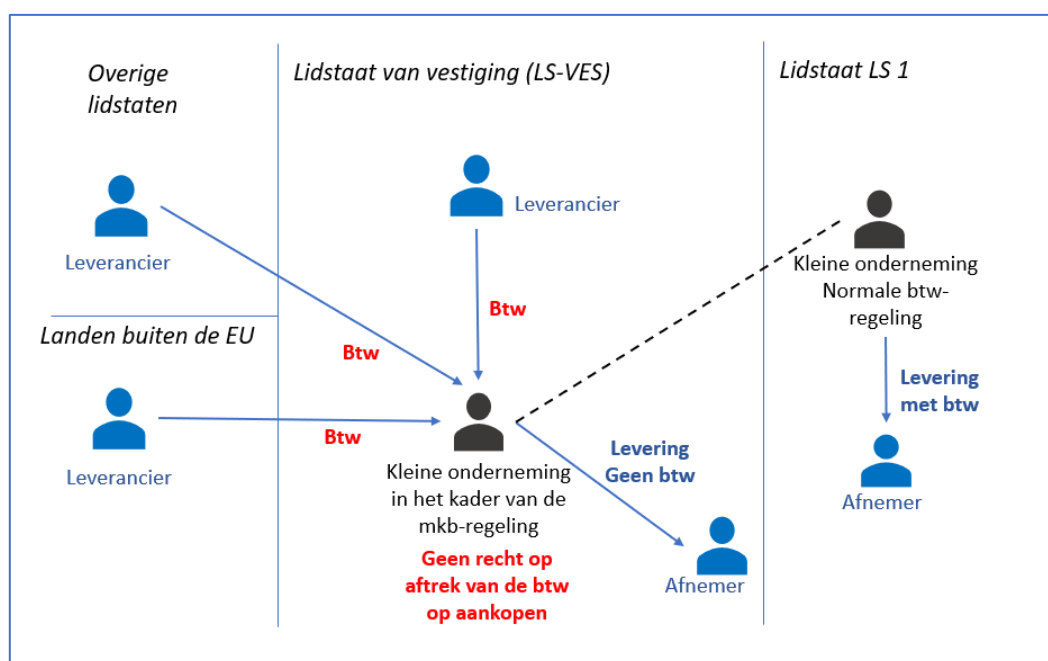 Overige
lidstaten
Leverancier
Landen buiten de EU
Leverancier
Lidstaat van vestiging (LS-VES)
Leverancier
Btw
Btw
Btw
Kleine onderneming
in het kader van de
mkb-regeling
Geen recht op
aftrek van de btw
op aankopen
Levering
Geen btw
Afnemer
Lidstaat LS 1
Kleine onderneming
Normale btw-
regeling
Levering
met btw
Afnemer